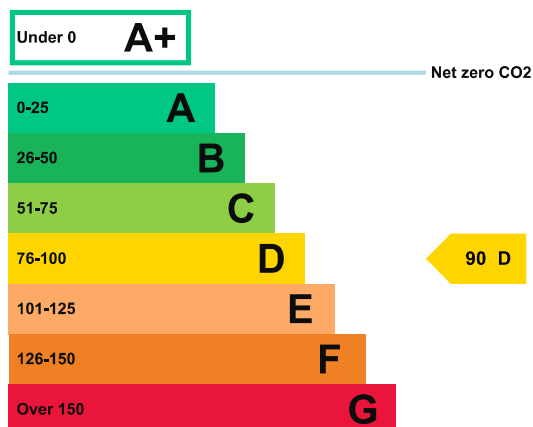 Under 0 A+
Net zero CO2
0-25 A
26-50 B
51-75 C
76-100 D
90 D
101-125 E
126-150 F
Over 150 G